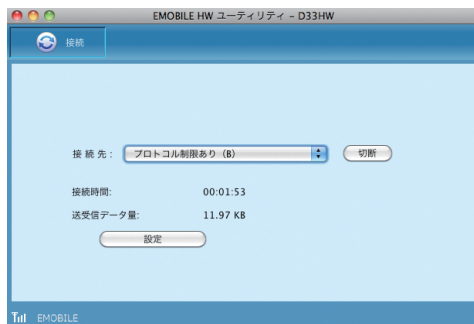 EMOBILE HW ユーティリティ - D33HW
接続
接続先: プロトコル制限あり (B) 切断
接続時間: 00:01:53
送受信データ量: 11.97 KB
設定
EMOBILE